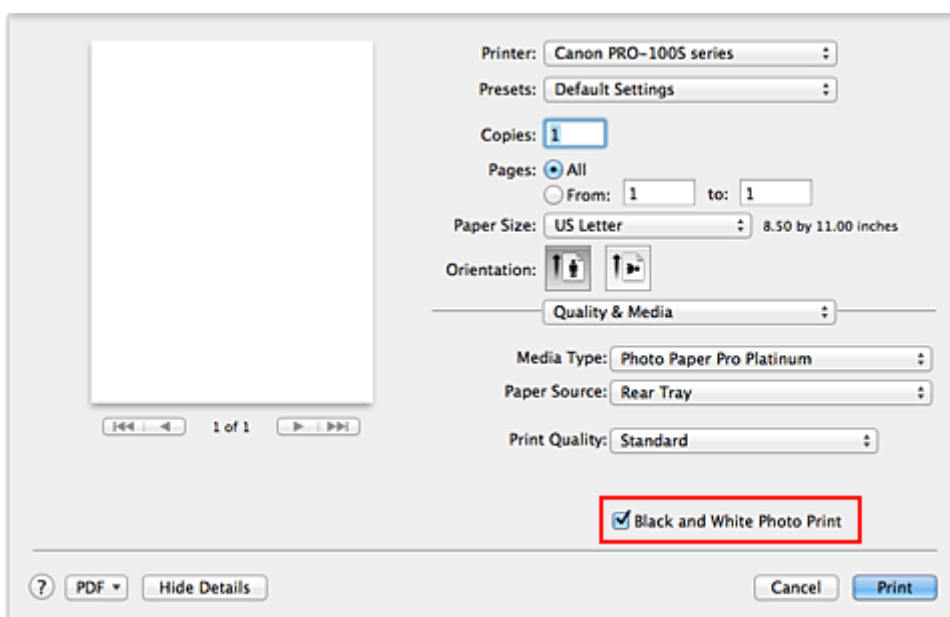 Printer: Canon PRO-100S series
Presets: Default Settings
Copies: 1
Pages: All
From: 1 to: 1
Paper Size: US Letter 8.50 by 11.00 inches
Orientation:
Quality & Media
Media Type: Photo Paper Pro Platinum
Paper Source: Rear Tray
1 of 1
Print Quality: Standard
Black and White Photo Print
? PDF Hide Details Cancel Print